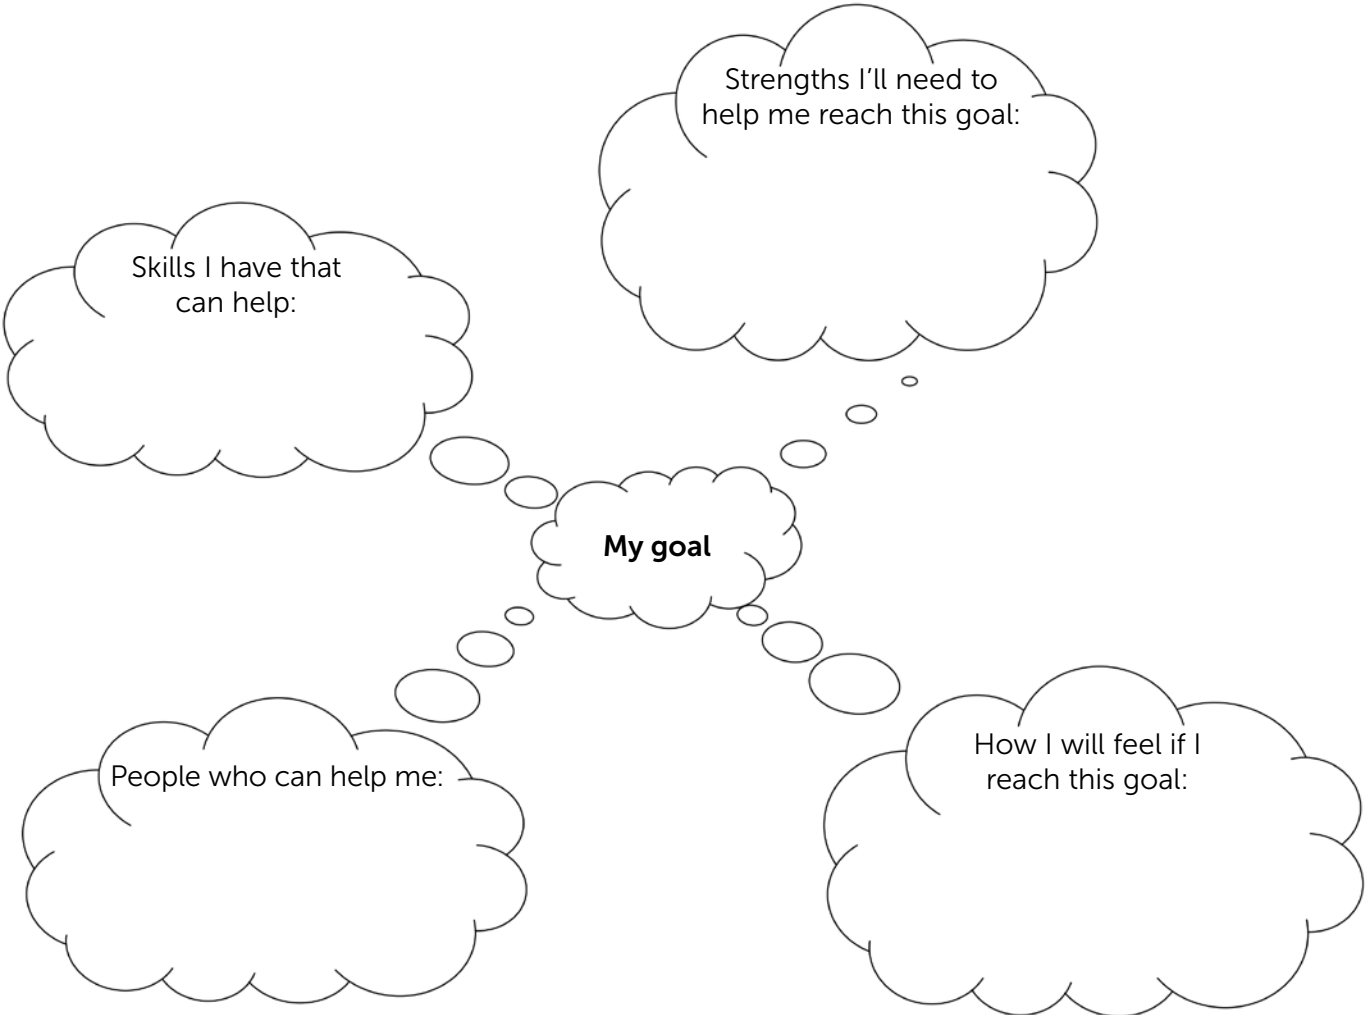 Strengths I'll need to
help me reach this goal:
Skills I have that
can help:
My goal
People who can help me:
How I will feel if I
reach this goal: